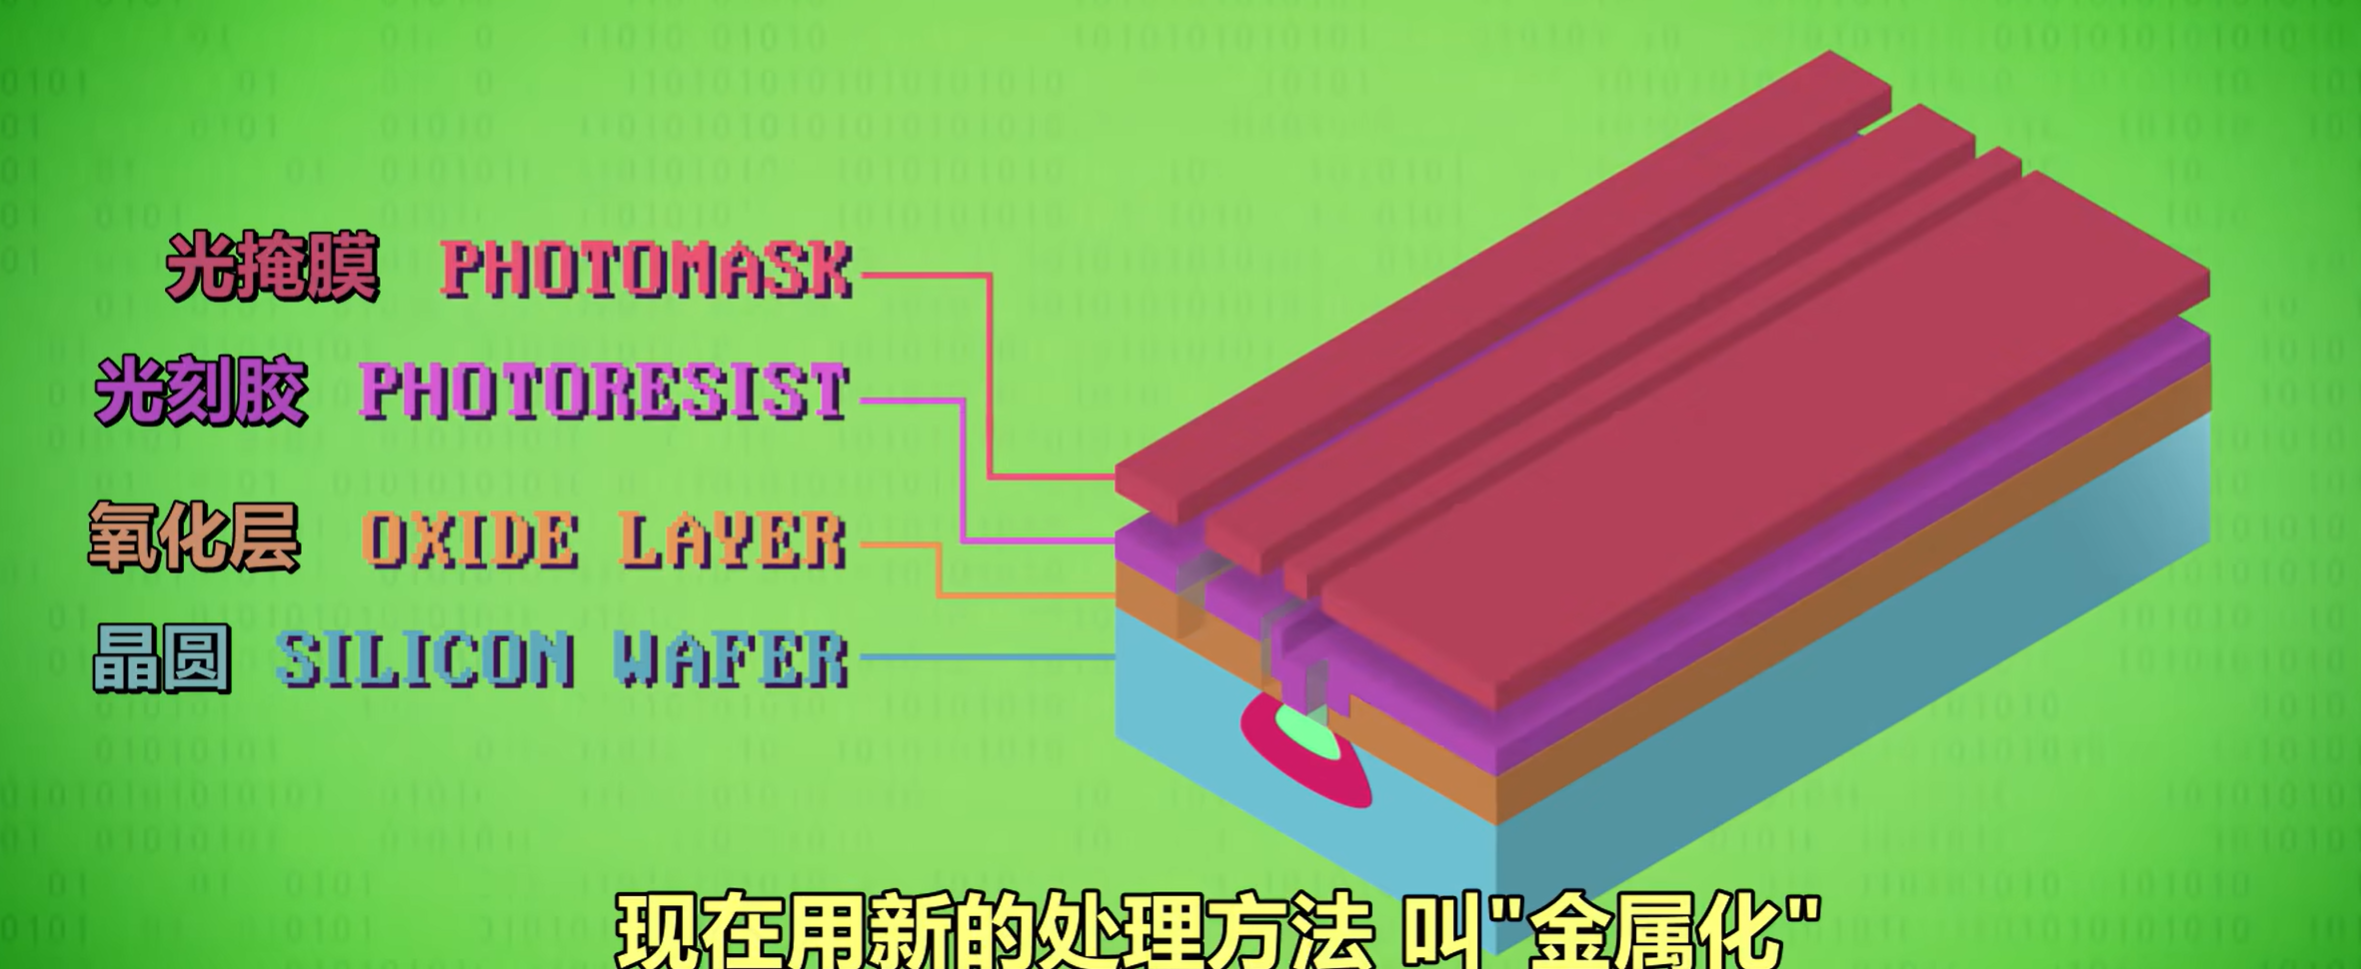 光掩膜 PHOTOMASK
光刻胶 PHOTORESIST
氧化层 OXIDE LAYER
晶圆 SILICON WAFER
现在用新的处理方法 叫"金属化"